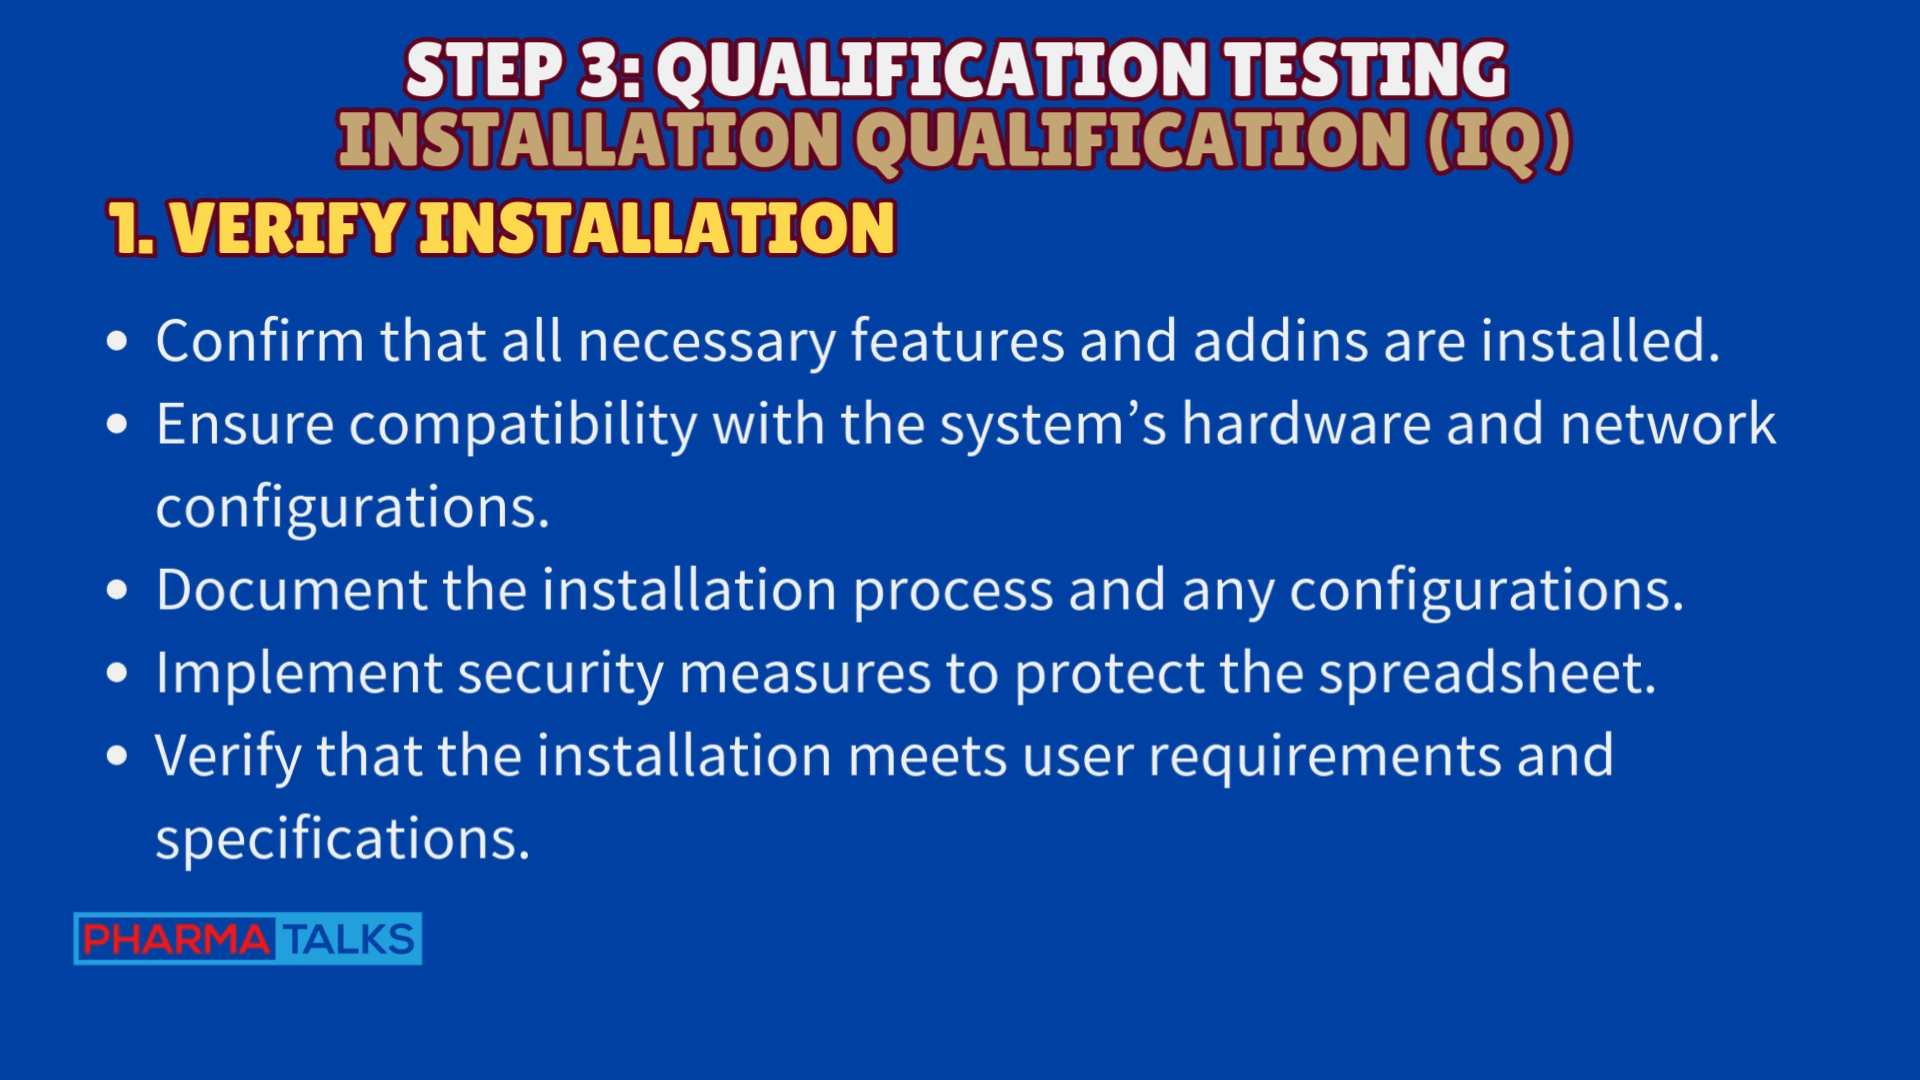 STEP 3: QUALIFICATION TESTING
INSTALLATION QUALIFICATION (IQ)
1. VERIFY INSTALLATION
• Confirm that all necessary features and addins are installed.
• Ensure compatibility with the system’s hardware and network
configurations.
• Document the installation process and any configurations.
• Implement security measures to protect the spreadsheet.
• Verify that the installation meets user requirements and
specifications.
PHARMA TALKS